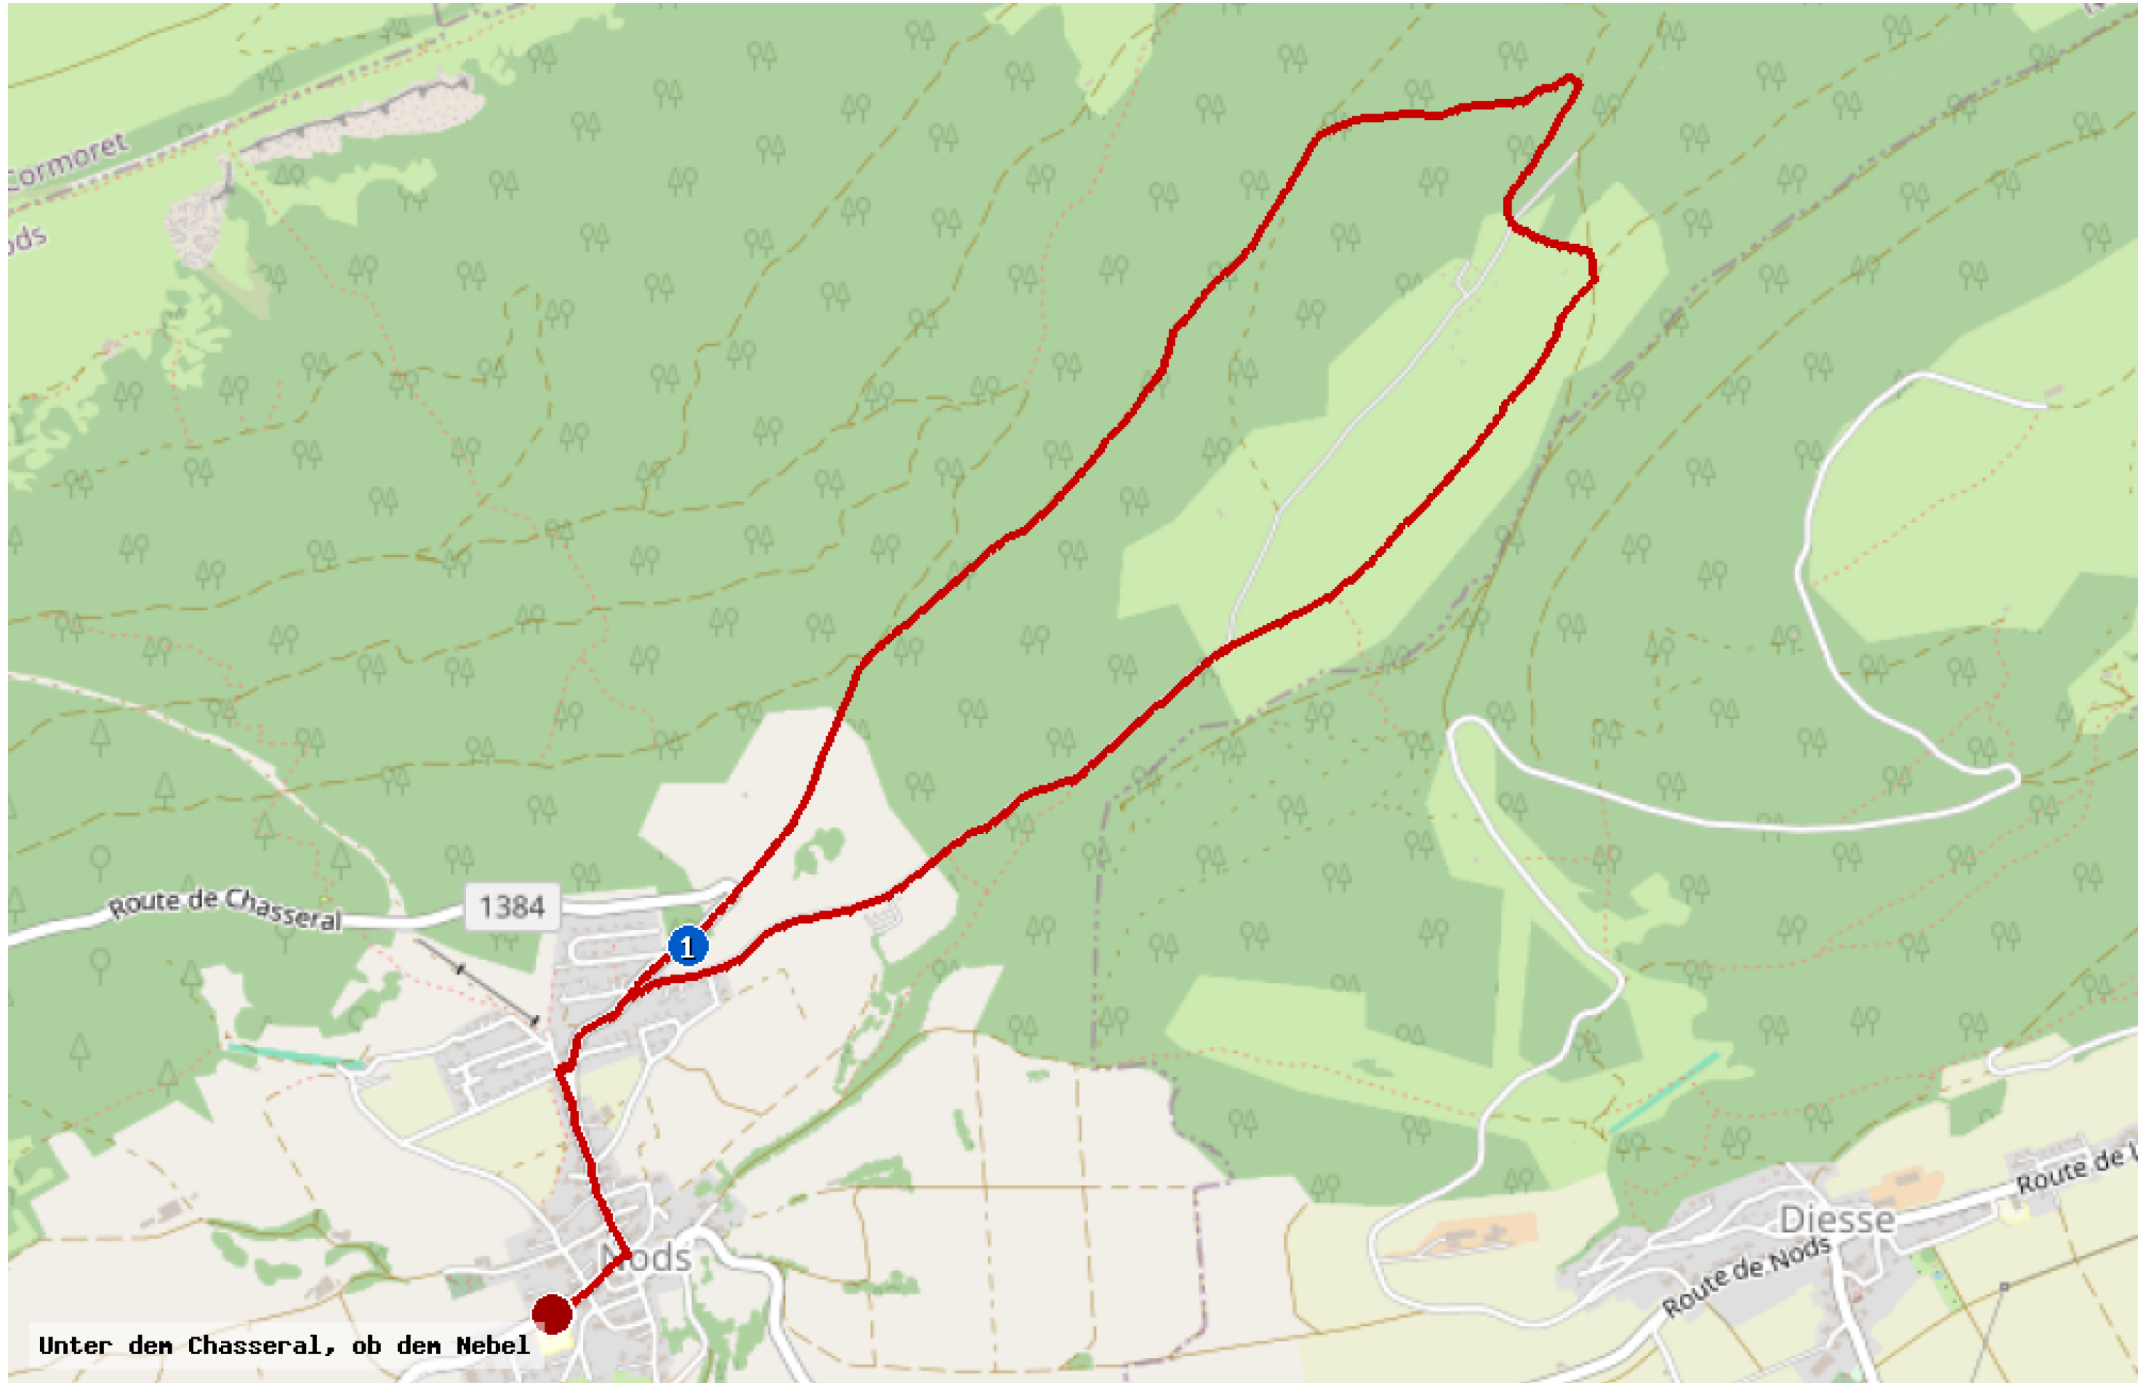 Cormoret
ods
Route de Chasseral
1384
1
Nods
Diesse
Route de Nods
Route de L
Unter dem Chasseral, ob dem Nebel